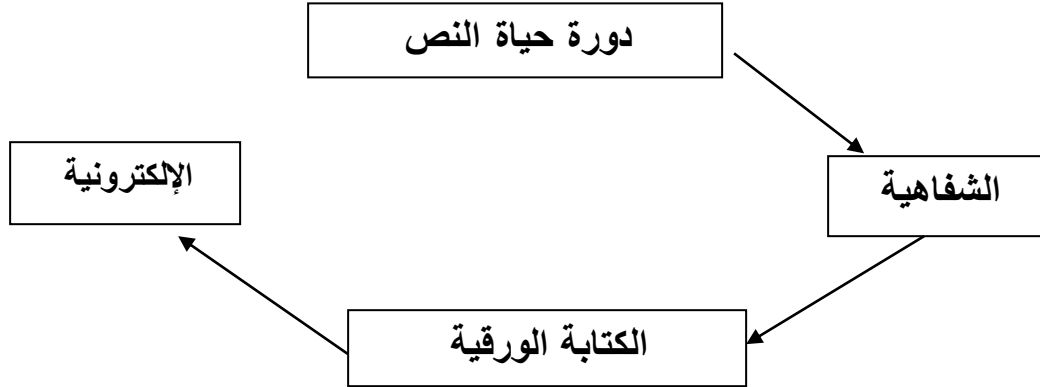 دورة حياة النص
الشفاهية
الإلكترونية
الكتابة الورقية